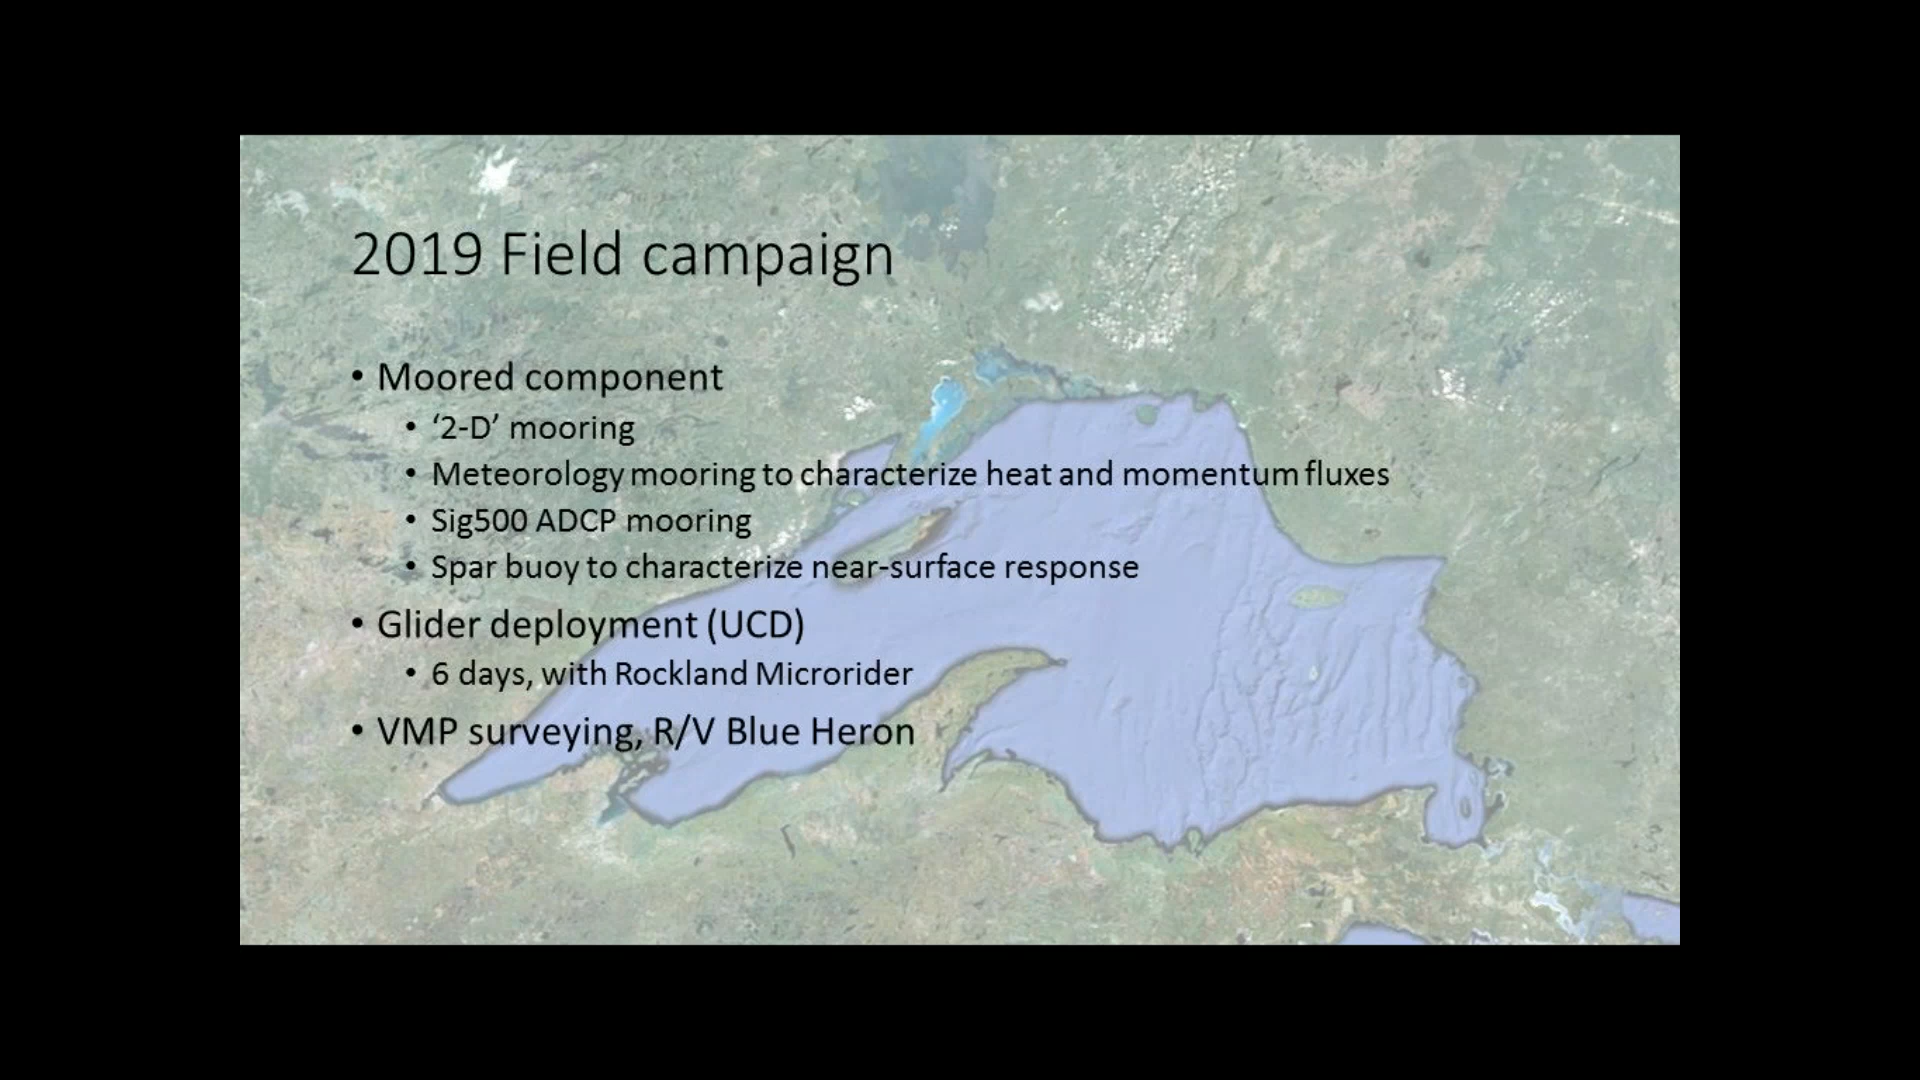 2019 Field campaign
• Moored component
• ‘2-D’ mooring
• Meteorology mooring to characterize heat and momentum fluxes
• Sig500 ADCP mooring
• Spar buoy to characterize near-surface response
• Glider deployment (UCD)
• 6 days, with Rockland Microrider
• VMP surveying, R/V Blue Heron